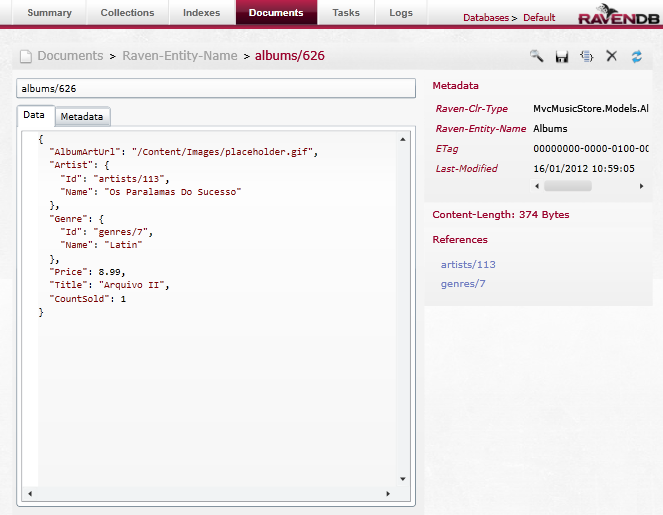 Summary Collections Indexes Documents Tasks Logs Databases > Default RAVENDB
Documents > Raven-Entity-Name > albums/626
albums/626
Data Metadata
{
"AlbumArtUrl": "/Content/Images/placeholder.gif",
"Artist": {
"Id": "artists/113",
"Name": "Os Paralamas Do Sucesso"
},
"Genre": {
"Id": "genres/7",
"Name": "Latin"
},
"Price": 8.99,
"Title": "Arquivo II",
"CountSold": 1
}
Metadata
Raven-Clr-Type MvcMusicStore.Models.Al
Raven-Entity-Name Albums
ETag 00000000-0000-0100-00
Last-Modified 16/01/2012 10:59:05
Content-Length: 374 Bytes
References
artists/113
genres/7